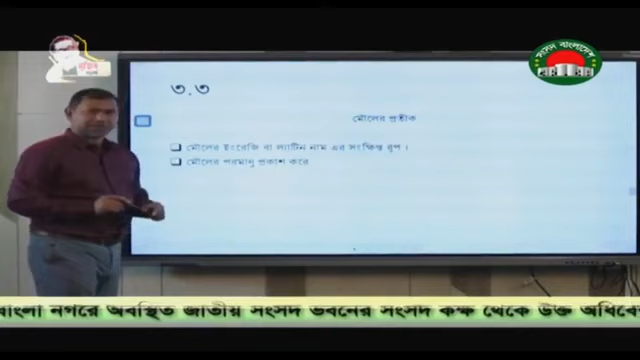 সংসদ বাংলাদেশ
৩.৩
মৌলের প্রতীক
মৌলের ইংরেজি বা ল্যাটিন নাম এর সংক্ষিপ্ত রূপ ।
মৌলের পরমানু প্রকাশ করে
বাংলা নগরে অবস্থিত জাতীয় সংসদ ভবনের সংসদ কক্ষ থেকে উক্ত অধিবে